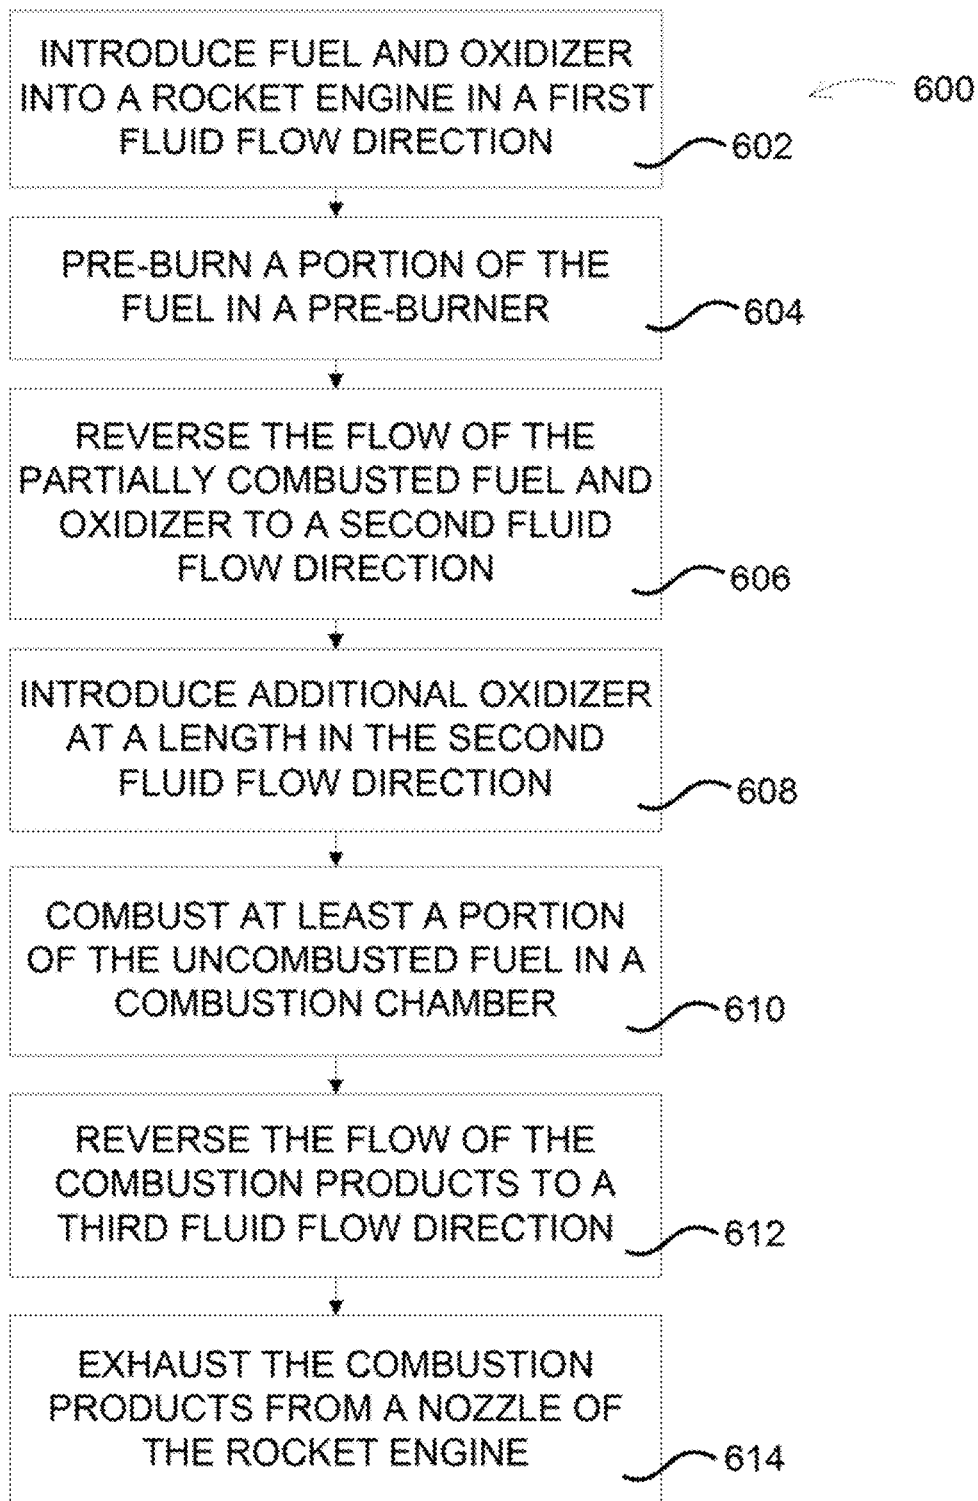 INTRODUCE FUEL AND OXIDIZER
INTO A ROCKET ENGINE IN A FIRST
FLUID FLOW DIRECTION
600
602
PRE-BURN A PORTION OF THE
FUEL IN A PRE-BURNER
604
REVERSE THE FLOW OF THE
PARTIALLY COMBUSTED FUEL AND
OXIDIZER TO A SECOND FLUID
FLOW DIRECTION
606
INTRODUCE ADDITIONAL OXIDIZER
AT A LENGTH IN THE SECOND
FLUID FLOW DIRECTION
608
COMBUST AT LEAST A PORTION
OF THE UNCOMBUSTED FUEL IN A
COMBUSTION CHAMBER
610
REVERSE THE FLOW OF THE
COMBUSTION PRODUCTS TO A
THIRD FLUID FLOW DIRECTION
612
EXHAUST THE COMBUSTION
PRODUCTS FROM A NOZZLE OF
THE ROCKET ENGINE
614